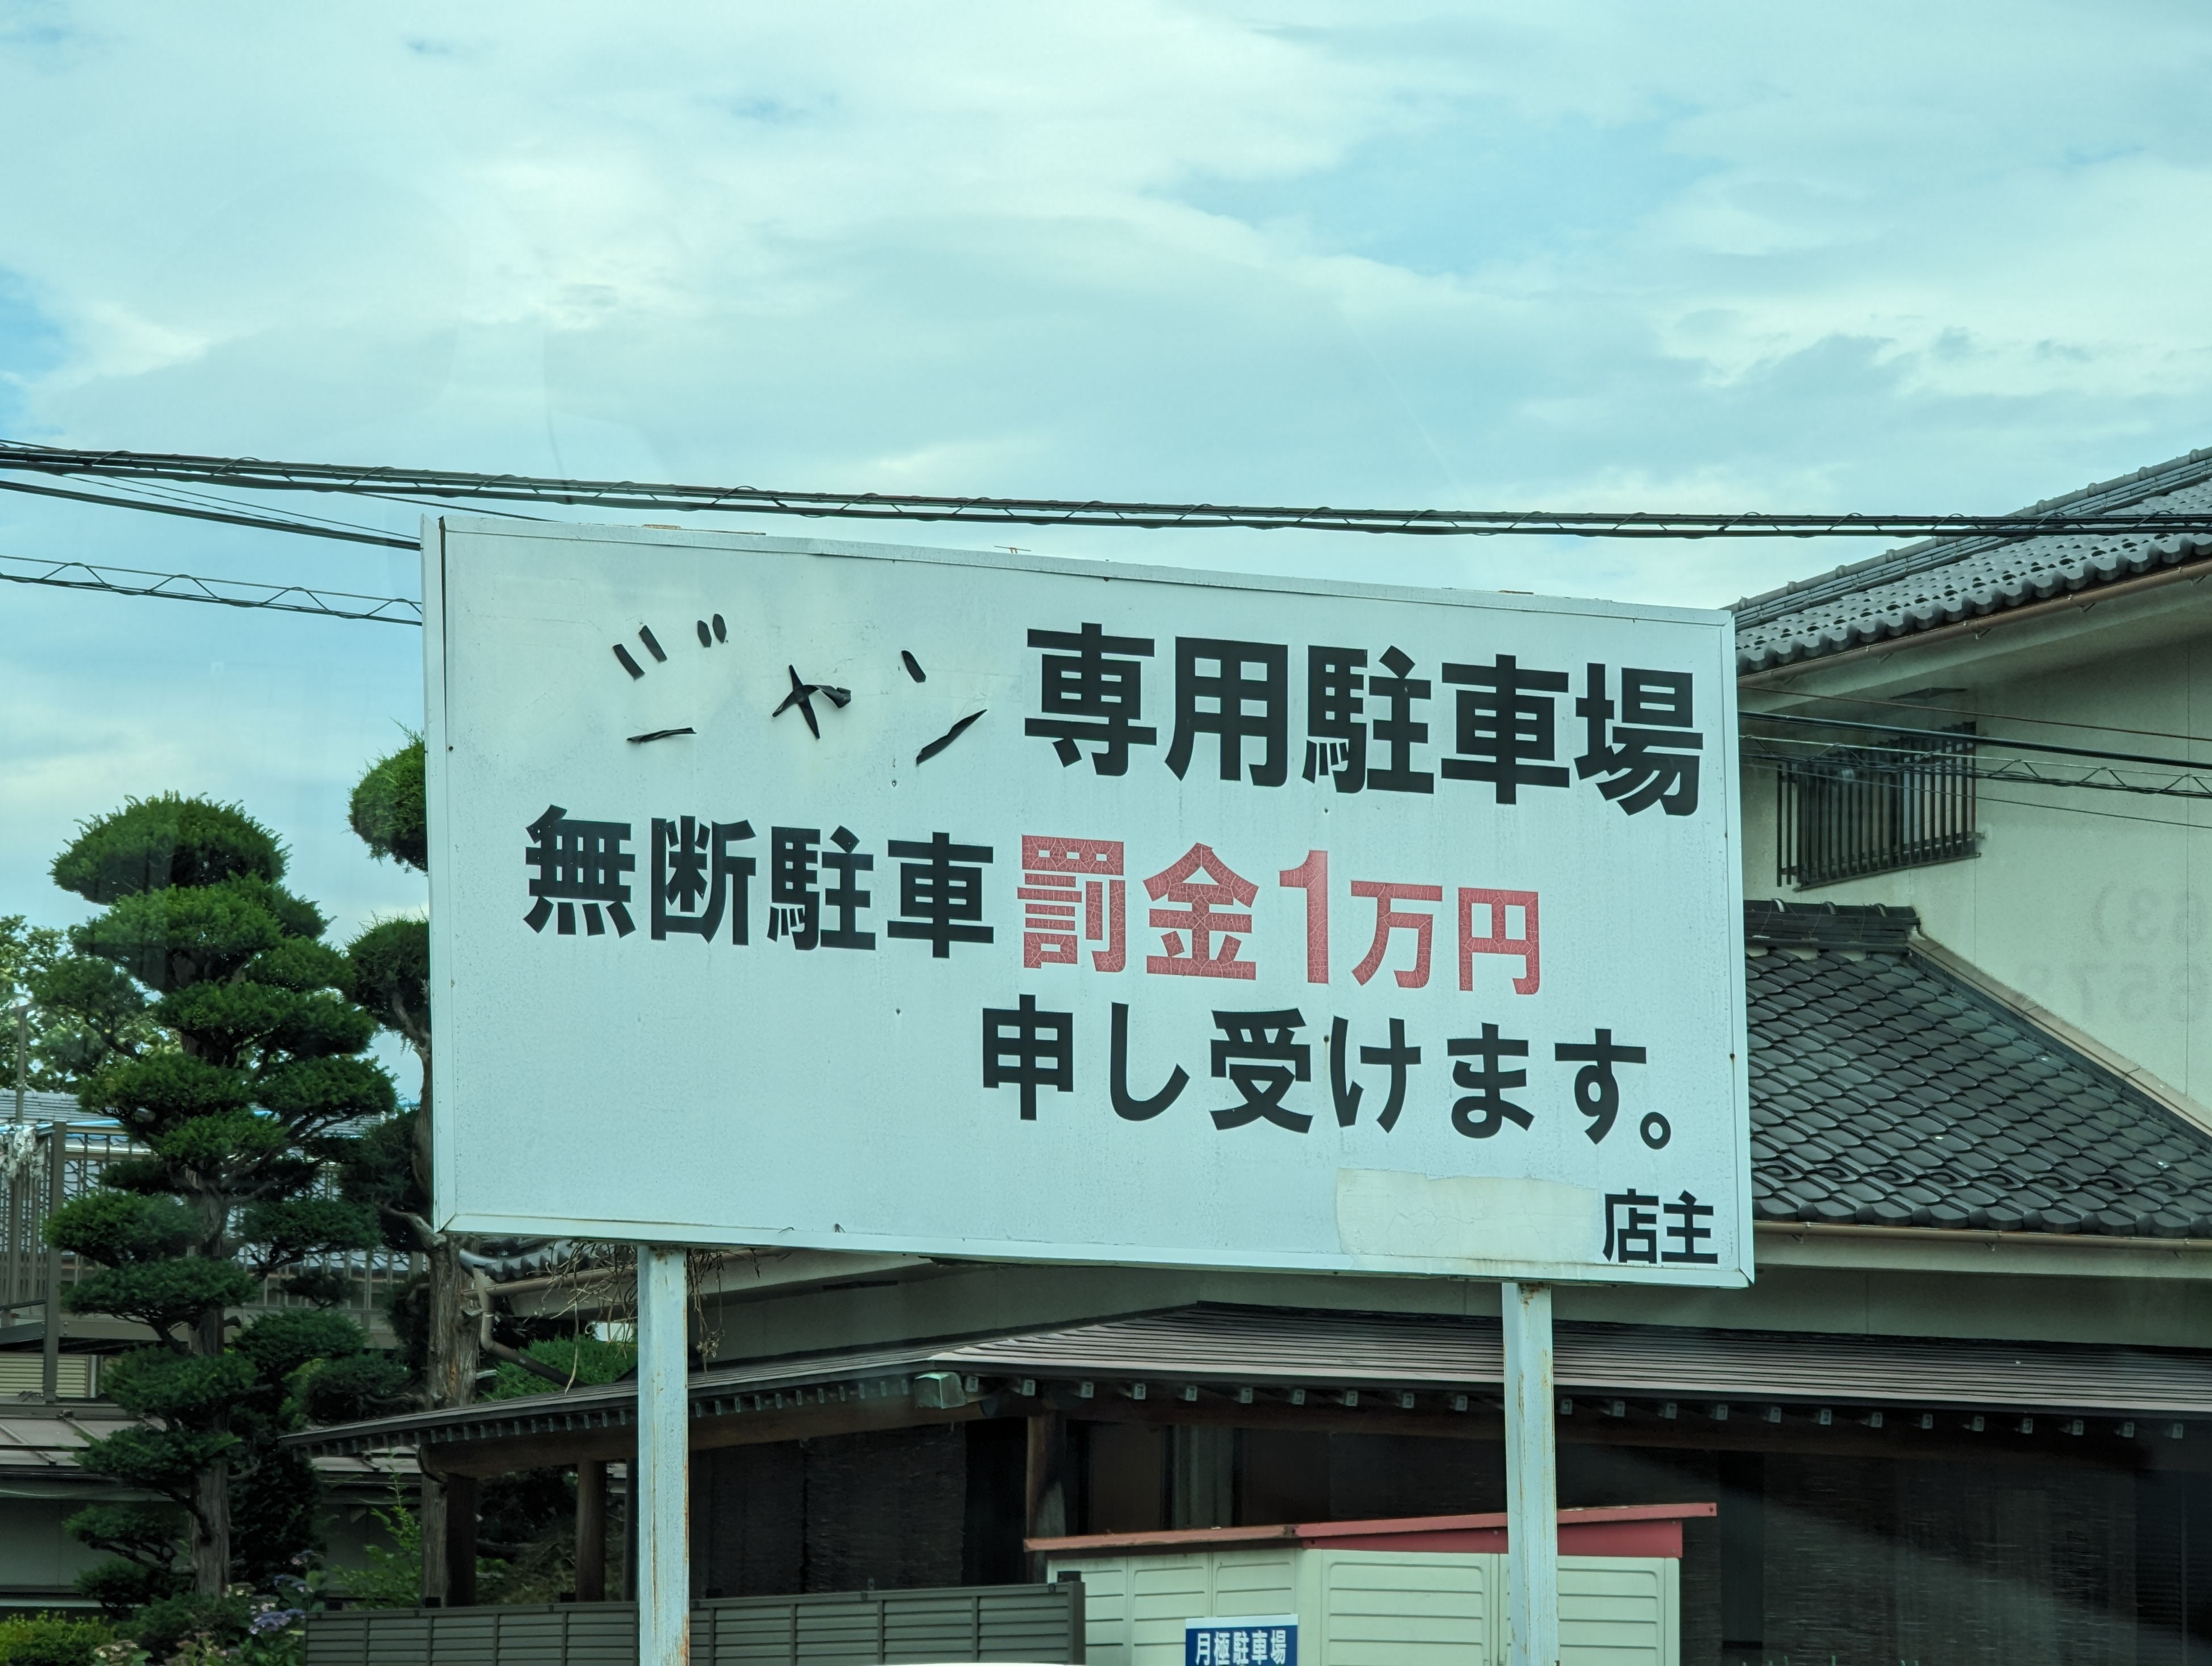 ジャン専用駐車場
無断駐車罰金1万円
申し受けます。
店主
月極駐車場